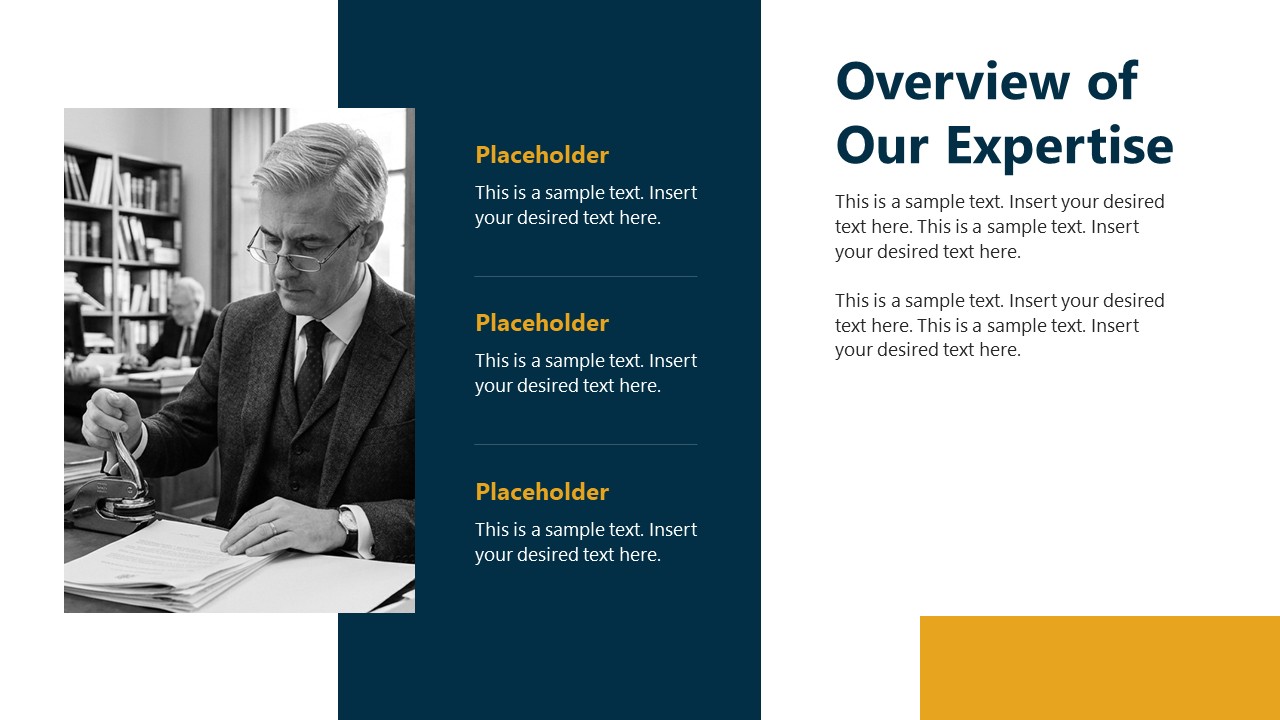 Overview of
Our Expertise
This is a sample text. Insert your desired
text here. This is a sample text. Insert
your desired text here.
This is a sample text. Insert your desired
text here. This is a sample text. Insert
your desired text here.
Placeholder
This is a sample text. Insert
your desired text here.
Placeholder
This is a sample text. Insert
your desired text here.
Placeholder
This is a sample text. Insert
your desired text here.